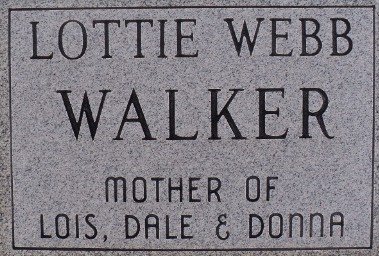 LOTTIE WEBB
WALKER
MOTHER OF
LOIS, DALE & DONNA